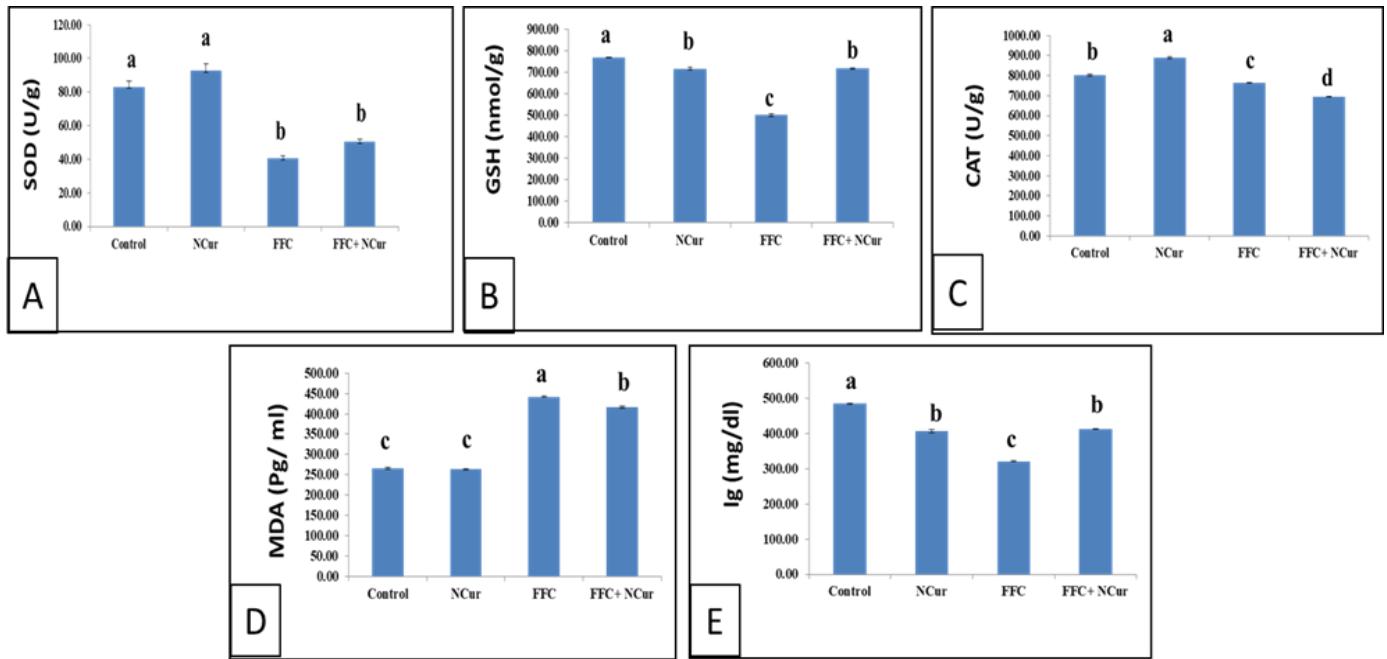 SOD (U/g)
120.00
100.00
80.00
60.00
40.00
20.00
0.00
a
a
b
b
Control NCur FFC FFC+ NCur
A
GSH (nmol/g)
900.00
800.00
700.00
600.00
500.00
400.00
300.00
200.00
100.00
0.00
a
b
c
b
Control NCur FFC FFC+ NCur
B
CAT (U/g)
1000.00
900.00
800.00
700.00
600.00
500.00
400.00
300.00
200.00
100.00
0.00
b
a
c
d
Control NCur FFC FFC+ NCur
C
MDA (Pg/ ml)
500.00
450.00
400.00
350.00
300.00
250.00
200.00
150.00
100.00
50.00
0.00
c
c
a
b
Control NCur FFC FFC+ NCur
D
Ig (mg/dl)
600.00
500.00
400.00
300.00
200.00
100.00
0.00
a
b
c
b
Control NCur FFC FFC+ NCur
E